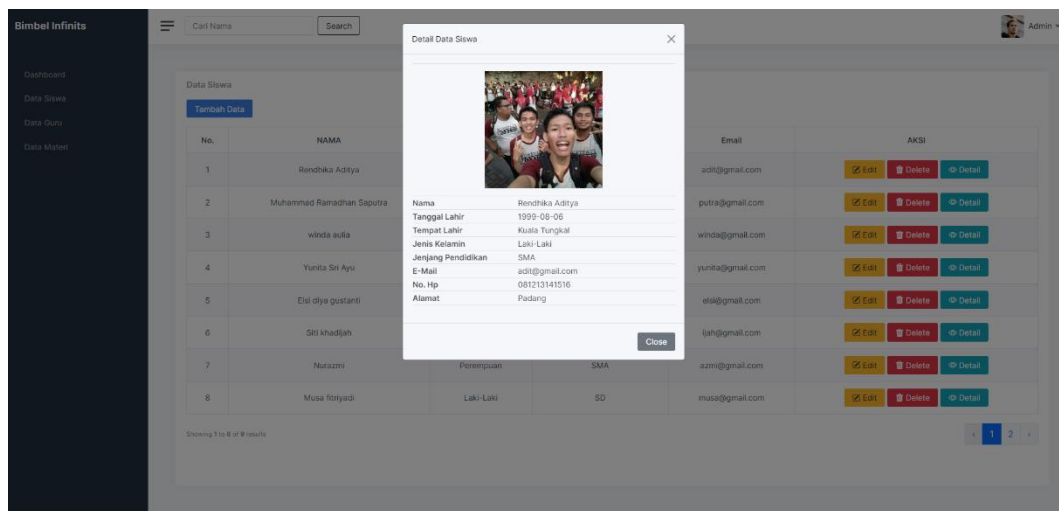 Bimbel Infinits
Cari Nama Search
Admin
Dashboard
Data Siswa
Data Guru
Data Materi
Data Siswa
Tambah Data
No. NAMA Email AKSI
1 Rendhika Aditya adit@gmail.com Edit Delete Detail
2 Muhammad Ramadhan Saputra putra@gmail.com Edit Delete Detail
3 winda aulia winda@gmail.com Edit Delete Detail
4 Yunita Sri Ayu yunita@gmail.com Edit Delete Detail
5 Elsi diya gustanti elsi@gmail.com Edit Delete Detail
6 Siti khadijah ijah@gmail.com Edit Delete Detail
7 Nurazmi Perempuan SMA azmi@gmail.com Edit Delete Detail
8 Musa fitriyadi Laki-Laki SD musa@gmail.com Edit Delete Detail
Showing 1 to 8 of 9 results
‹ 1 2 ›
Detail Data Siswa
Nama Rendhika Aditya
Tanggal Lahir 1999-08-06
Tempat Lahir Kuala Tungkal
Jenis Kelamin Laki-Laki
Jenjang Pendidikan SMA
E-Mail adit@gmail.com
No. Hp 081213141516
Alamat Padang
Close